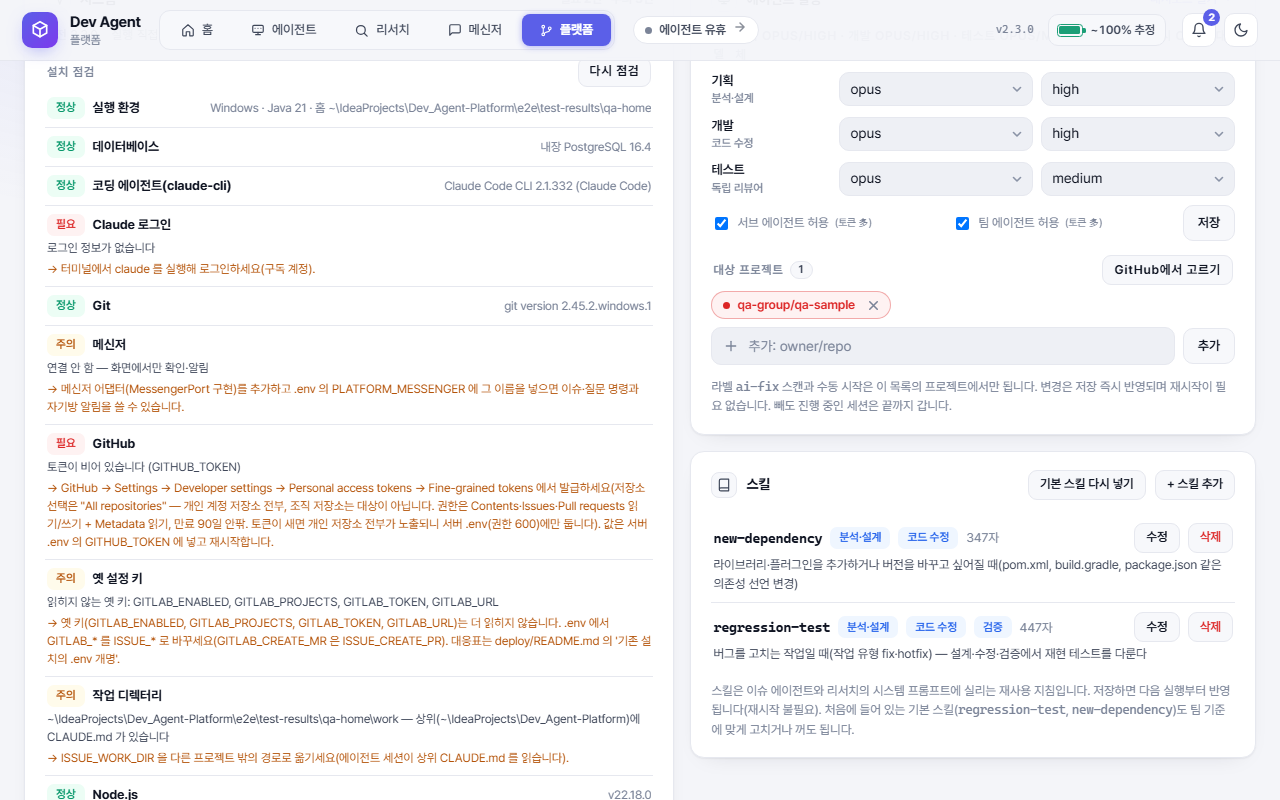 Dev Agent
플랫폼
홈
에이전트
리서치
메신저
플랫폼
에이전트 유휴 →
v2.3.0
~100% 추정
2
설치 점검
다시 점검
정상 실행 환경 Windows · Java 21 · 홈 ~\IdeaProjects\Dev_Agent-Platform\e2e\test-results\qa-home
정상 데이터베이스 내장 PostgreSQL 16.4
정상 코딩 에이전트(claude-cli) Claude Code CLI 2.1.332 (Claude Code)
필요 Claude 로그인
로그인 정보가 없습니다
→ 터미널에서 claude 를 실행해 로그인하세요(구독 계정).
정상 Git git version 2.45.2.windows.1
주의 메신저
연결 안 함 — 화면에서만 확인·알림
→ 메신저 어댑터(MessengerPort 구현)를 추가하고 .env 의 PLATFORM_MESSENGER 에 그 이름을 넣으면 이슈·질문 명령과
자기방 알림을 쓸 수 있습니다.
필요 GitHub
토큰이 비어 있습니다 (GITHUB_TOKEN)
→ GitHub → Settings → Developer settings → Personal access tokens → Fine-grained tokens 에서 발급하세요(저장소
선택은 "All repositories" — 개인 계정 저장소 전부, 조직 저장소는 대상이 아닙니다. 권한은 Contents·Issues·Pull requests 읽
기/쓰기 + Metadata 읽기, 만료 90일 안팎. 토큰이 새면 개인 저장소 전부가 노출되니 서버 .env(권한 600)에만 둡니다). 값은 서버
.env 의 GITHUB_TOKEN 에 넣고 재시작합니다.
주의 옛 설정 키
읽히지 않는 옛 키: GITLAB_ENABLED, GITLAB_PROJECTS, GITLAB_TOKEN, GITLAB_URL
→ 옛 키(GITLAB_ENABLED, GITLAB_PROJECTS, GITLAB_TOKEN, GITLAB_URL)는 더 읽히지 않습니다. .env 에서
GITLAB_* 를 ISSUE_* 로 바꾸세요(GITLAB_CREATE_MR 은 ISSUE_CREATE_PR). 대응표는 deploy/README.md 의 '기존 설
치의 .env 개명'.
주의 작업 디렉터리
~\IdeaProjects\Dev_Agent-Platform\e2e\test-results\qa-home\work — 상위(~\IdeaProjects\Dev_Agent-Platform)에
CLAUDE.md 가 있습니다
→ ISSUE_WORK_DIR 을 다른 프로젝트 밖의 경로로 옮기세요(에이전트 세션이 상위 CLAUDE.md 를 읽습니다).
정상 Node.js v22.18.0
기획 opus high
분석·설계
개발 opus high
코드 수정
테스트 opus medium
독립 리뷰어
서브 에이전트 허용 (토큰 多) 팀 에이전트 허용 (토큰 多) 저장
대상 프로젝트 1 GitHub에서 고르기
qa-group/qa-sample
추가: owner/repo 추가
라벨 ai-fix 스캔과 수동 시작은 이 목록의 프로젝트에서만 됩니다. 변경은 저장 즉시 반영되며 재시작이 필
요 없습니다. 빼도 진행 중인 세션은 끝까지 갑니다.
스킬 기본 스킬 다시 넣기 + 스킬 추가
new-dependency 분석·설계 코드 수정 347자 수정 삭제
라이브러리·플러그인을 추가하거나 버전을 바꾸고 싶어질 때(pom.xml, build.gradle, package.json 같은
의존성 선언 변경)
regression-test 분석·설계 코드 수정 검증 447자 수정 삭제
버그를 고치는 작업일 때(작업 유형 fix·hotfix) — 설계·수정·검증에서 재현 테스트를 다룬다
스킬은 이슈 에이전트와 리서치의 시스템 프롬프트에 실리는 재사용 지침입니다. 저장하면 다음 실행부터 반영
됩니다(재시작 불필요). 처음에 들어 있는 기본 스킬(regression-test, new-dependency)도 팀 기준
에 맞게 고치거나 꺼도 됩니다.